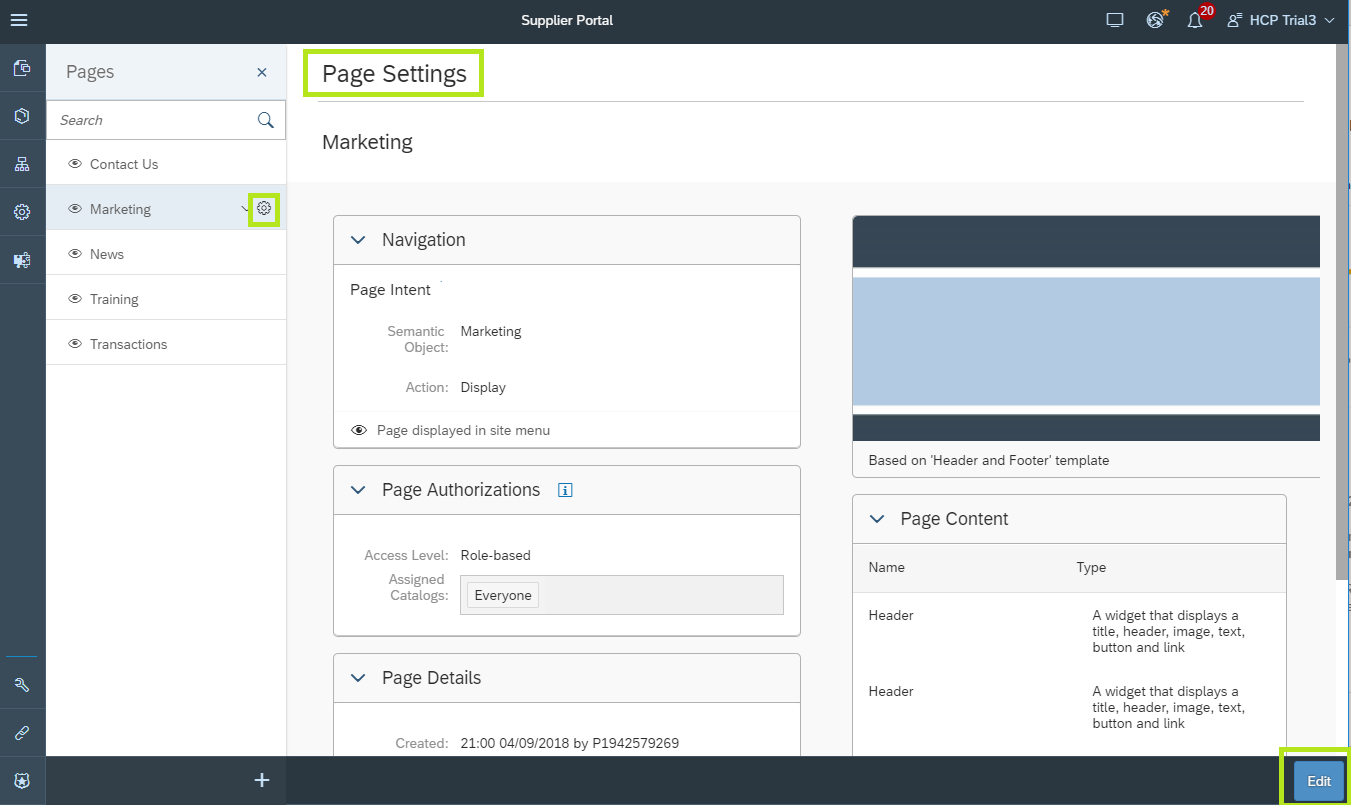 Supplier Portal
20
HCP Trial3
Pages
Search
Contact Us
Marketing
News
Training
Transactions
Page Settings
Marketing
Navigation
Page Intent
Semantic Object: Marketing
Action: Display
Page displayed in site menu
Page Authorizations
Access Level: Role-based
Assigned Catalogs: Everyone
Page Details
Created: 21:00 04/09/2018 by P1942579269
Based on 'Header and Footer' template
Page Content
Name Type
Header A widget that displays a
title, header, image, text,
button and link
Header A widget that displays a
title, header, image, text,
button and link
Edit